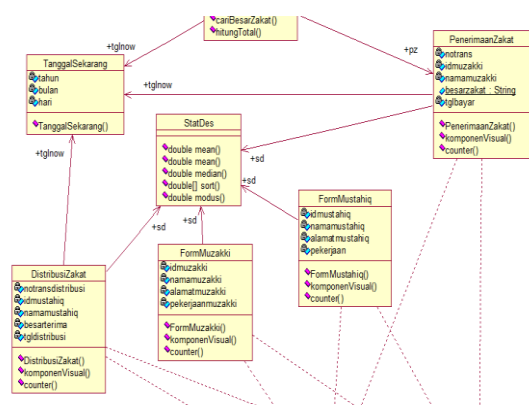 cariBesarZakat()
hitungTotal()
+tglnow
+pz
PenerimaanZakat
notrans
idmuzakki
namamuzakki
besarzakat : String
tglbayar
PenerimaanZakat()
komponenVisual()
counter()
TanggalSekarang
tahun
bulan
hari
TanggalSekarang()
+tglnow
+tglnow
StatDes
double mean()
double mean()
double median()
double[] sort()
double modus()
+sd
+sd
+sd
+sd
FormMustahiq
idmustahiq
namamustahiq
alamatmustahiq
pekerjaan
FormMustahiq()
komponenVisual()
counter()
FormMuzakki
idmuzakki
namamuzakki
alamatmuzakki
pekerjaanmuzakki
FormMuzakki()
komponenVisual()
counter()
DistribusiZakat
notransdistribusi
idmustahiq
namamustahiq
besarterima
tgldistribusi
DistribusiZakat()
komponenVisual()
counter()